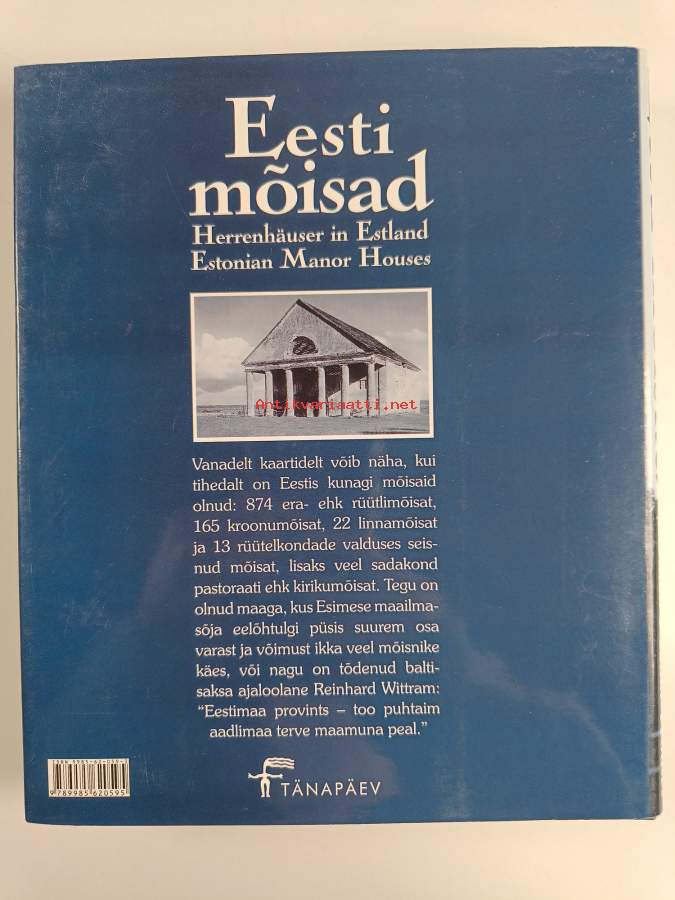 Eesti
mõisad
Herrenhäuser in Estland
Estonian Manor Houses
Antikvariaatti.net
Vanadelt kaartidelt võib näha, kui
tihedalt on Eestis kunagi mõisaid
olnud: 874 era- ehk rüütlimõisat,
165 kroonumõisat, 22 linnamõisat
ja 13 rüütelkondade valduses seis-
nud mõisat, lisaks veel sadakond
pastoraati ehk kirikumõisat. Tegu on
olnud maaga, kus Esimese maailma-
sõja eelõhtulgi püsis suurem osa
varast ja võimust ikka veel mõisnike
käes, või nagu on tõdenud balti-
saksa ajaloolane Reinhard Wittram:
“Eestimaa provints – too puhtaim
aadlimaa terve maamuna peal.”
9 789985 620595
TÄNAPÄEV